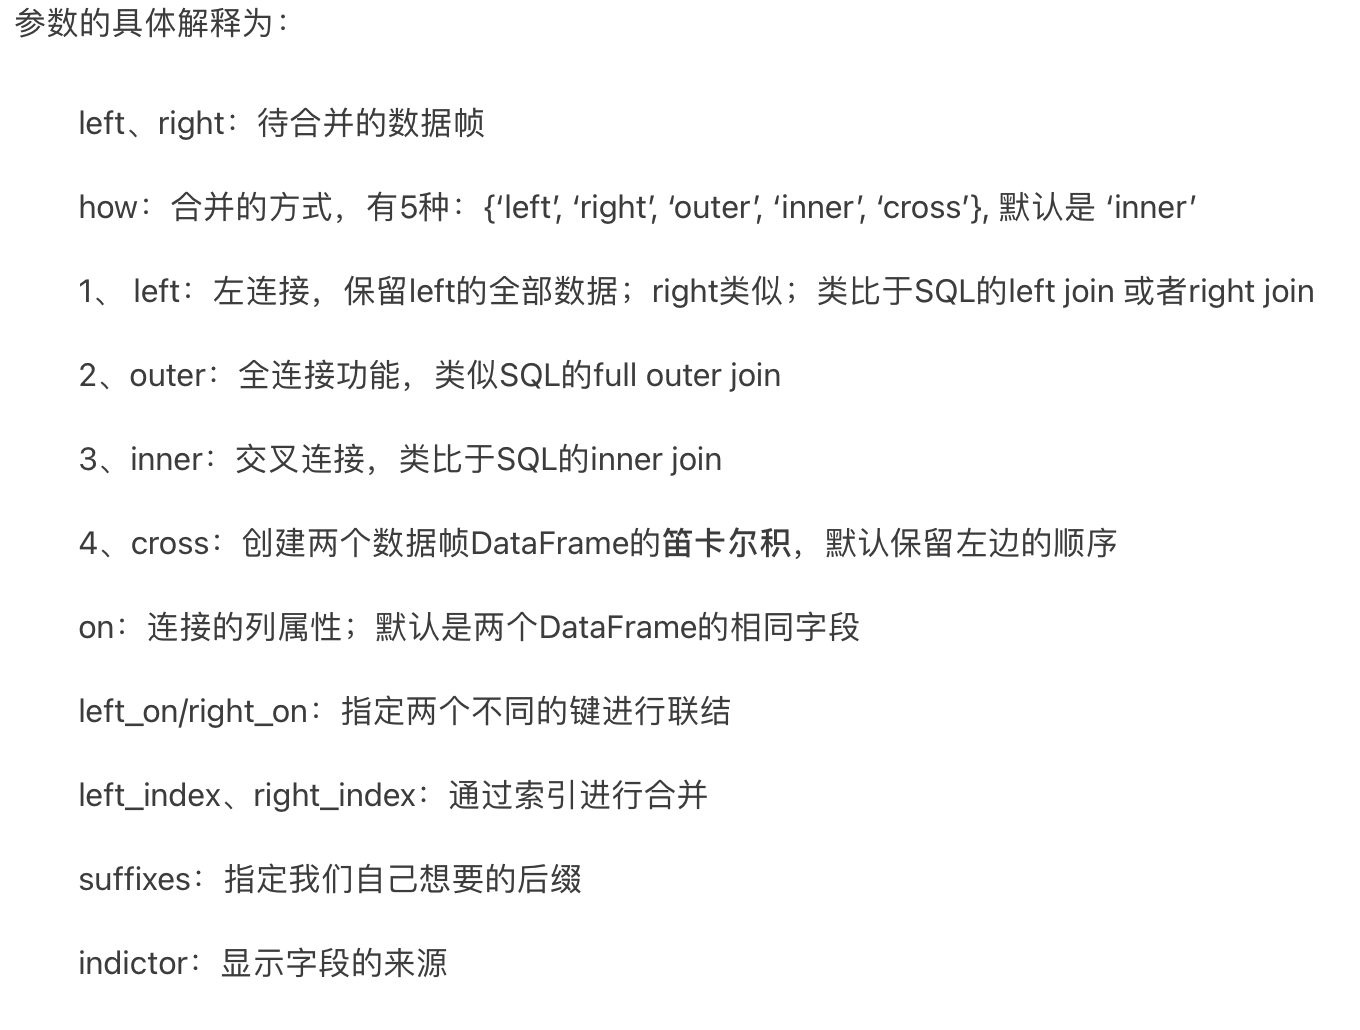 参数的具体解释为：
left、right：待合并的数据帧
how：合并的方式，有5种：{‘left’, ‘right’, ‘outer’, ‘inner’, ‘cross’}, 默认是 ‘inner’
1、 left：左连接，保留left的全部数据；right类似；类比于SQL的left join 或者right join
2、outer：全连接功能，类似SQL的full outer join
3、inner：交叉连接，类比于SQL的inner join
4、cross：创建两个数据帧DataFrame的笛卡尔积，默认保留左边的顺序
on：连接的列属性；默认是两个DataFrame的相同字段
left_on/right_on：指定两个不同的键进行联结
left_index、right_index：通过索引进行合并
suffixes：指定我们自己想要的后缀
indictor：显示字段的来源